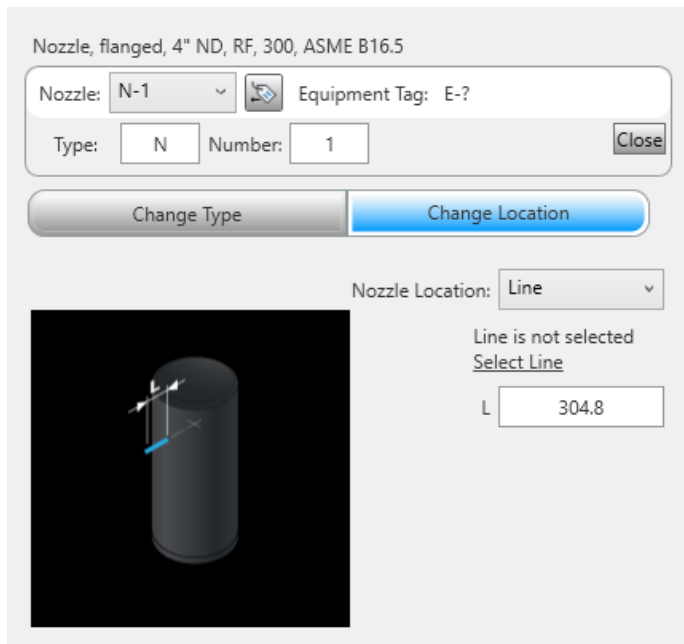 Nozzle, flanged, 4" ND, RF, 300, ASME B16.5
Nozzle: N-1 Equipment Tag: E-?
Type: N Number: 1 Close
Change Type Change Location
Nozzle Location: Line
Line is not selected
Select Line
L 304.8
L